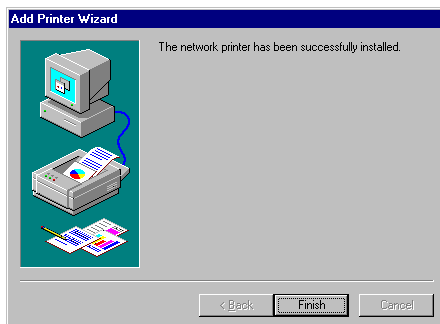 Add Printer Wizard
The network printer has been successfully installed.
< Back
Finish
Cancel